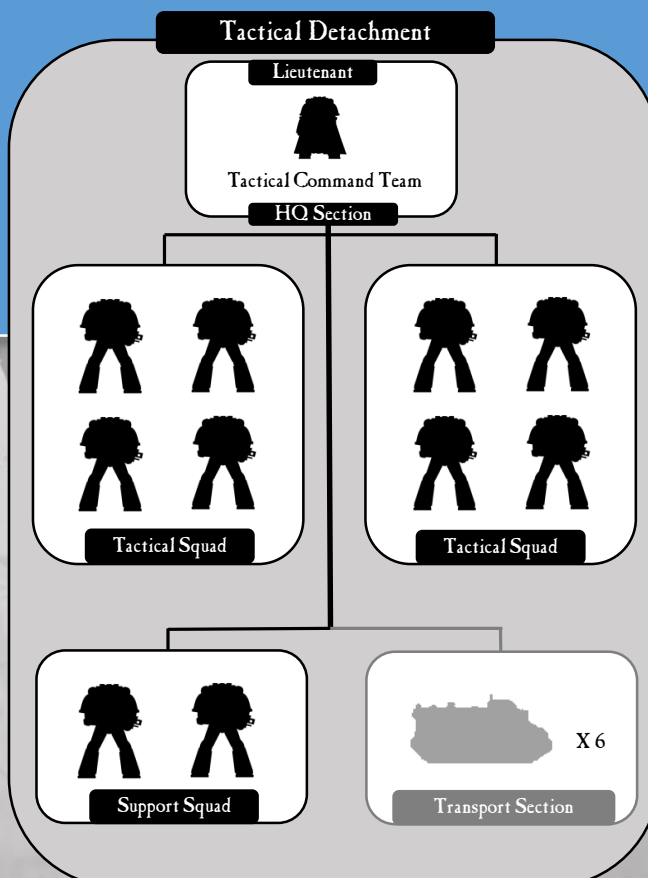 Tactical Detachment
Lieutenant
Tactical Command Team
HQ Section
Tactical Squad
Tactical Squad
X 6
Support Squad
Transport Section